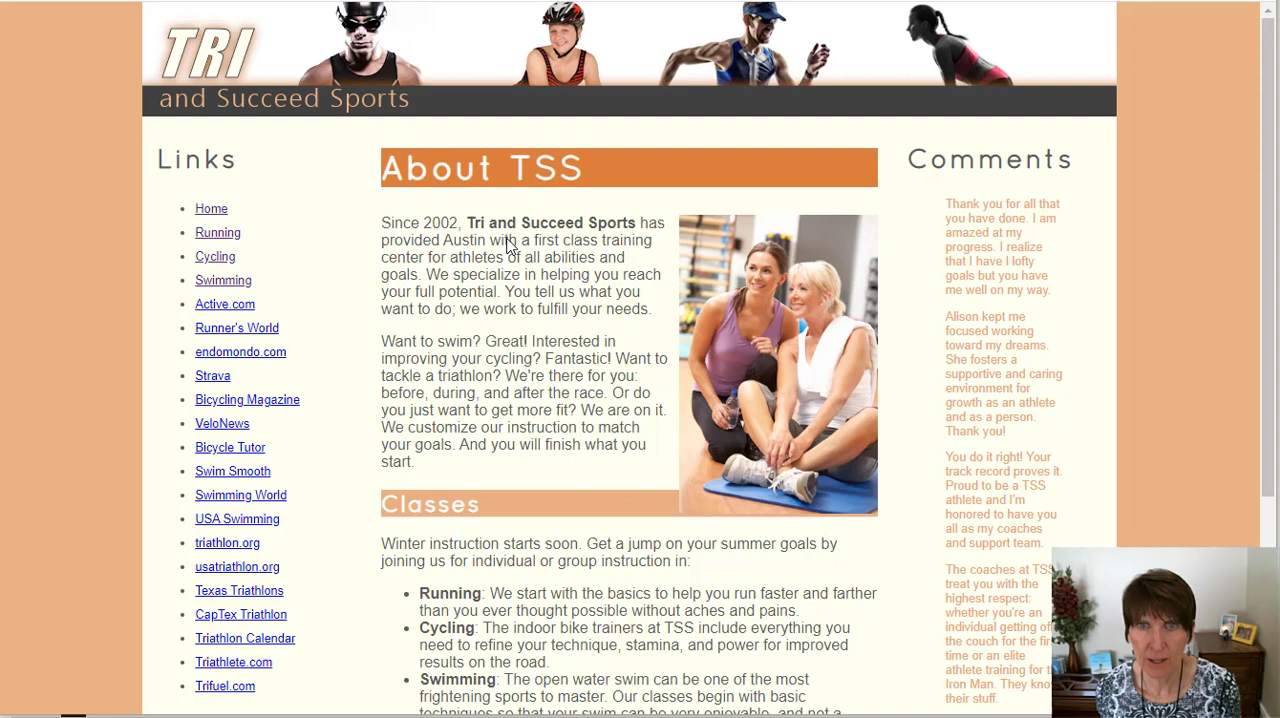 TRI
and Succeed Sports
Links
Home
Running
Cycling
Swimming
Active.com
Runner's World
endomondo.com
Strava
Bicycling Magazine
VeloNews
Bicycle Tutor
Swim Smooth
Swimming World
USA Swimming
triathlon.org
usatriathlon.org
Texas Triathlons
CapTex Triathlon
Triathlon Calendar
Triathlete.com
Trifuel.com
About TSS
Since 2002, Tri and Succeed Sports has
provided Austin with a first class training
center for athletes of all abilities and
goals. We specialize in helping you reach
your full potential. You tell us what you
want to do; we work to fulfill your needs.
Want to swim? Great! Interested in
improving your cycling? Fantastic! Want to
tackle a triathlon? We're there for you:
before, during, and after the race. Or do
you just want to get more fit? We are on it.
We customize our instruction to match
your goals. And you will finish what you
start.
Classes
Winter instruction starts soon. Get a jump on your summer goals by
joining us for individual or group instruction in:
Running: We start with the basics to help you run faster and farther
than you ever thought possible without aches and pains.
Cycling: The indoor bike trainers at TSS include everything you
need to refine your technique, stamina, and power for improved
results on the road.
Swimming: The open water swim can be one of the most
frightening sports to master. Our classes begin with basic
techniques so that your swim can be very enjoyable, and not a
Comments
Thank you for all that
you have done. I am
amazed at my
progress. I realize
that I have I lofty
goals but you have
me well on my way.
Alison kept me
focused working
toward my dreams.
She fosters a
supportive and caring
environment for
growth as an athlete
and as a person.
Thank you!
You do it right! Your
track record proves it.
Proud to be a TSS
athlete and I'm
honored to have you
all as my coaches
and support team.
The coaches at TSS
treat you with the
highest respect:
whether you're an
individual getting off
the couch for the first
time or an elite
athlete training for
Iron Man. They know
their stuff.